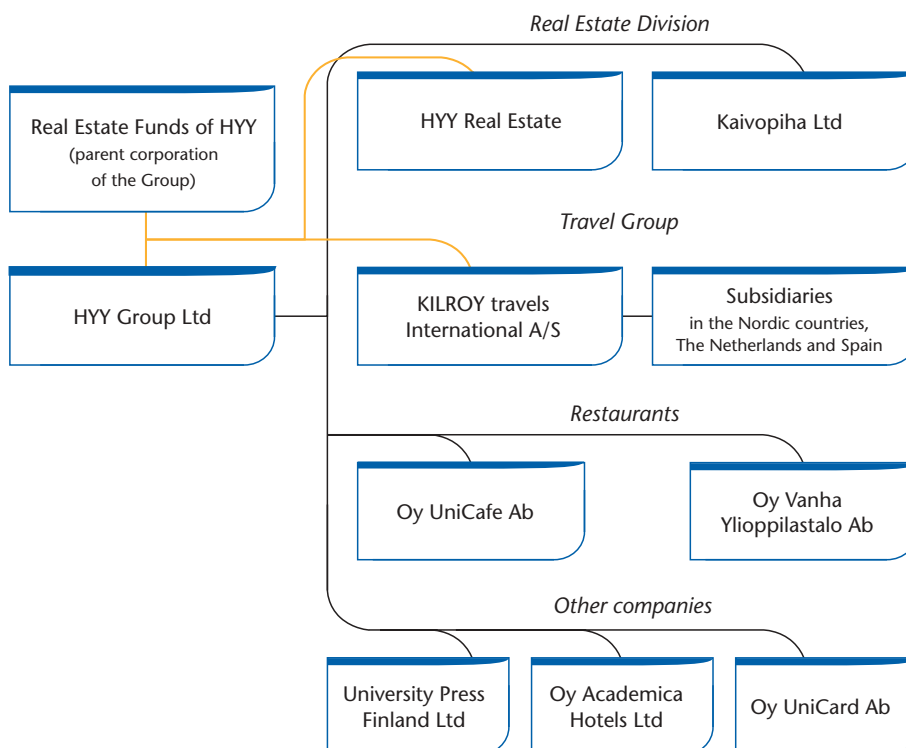 Real Estate Division
Real Estate Funds of HYY
(parent corporation
of the Group)
HYY Real Estate
Kaivopiha Ltd
Travel Group
HYY Group Ltd
KILROY travels
International A/S
Subsidiaries
in the Nordic countries,
The Netherlands and Spain
Restaurants
Oy UniCafe Ab
Oy Vanha
Ylioppilastalo Ab
Other companies
University Press
Finland Ltd
Oy Academica
Hotels Ltd
Oy UniCard Ab